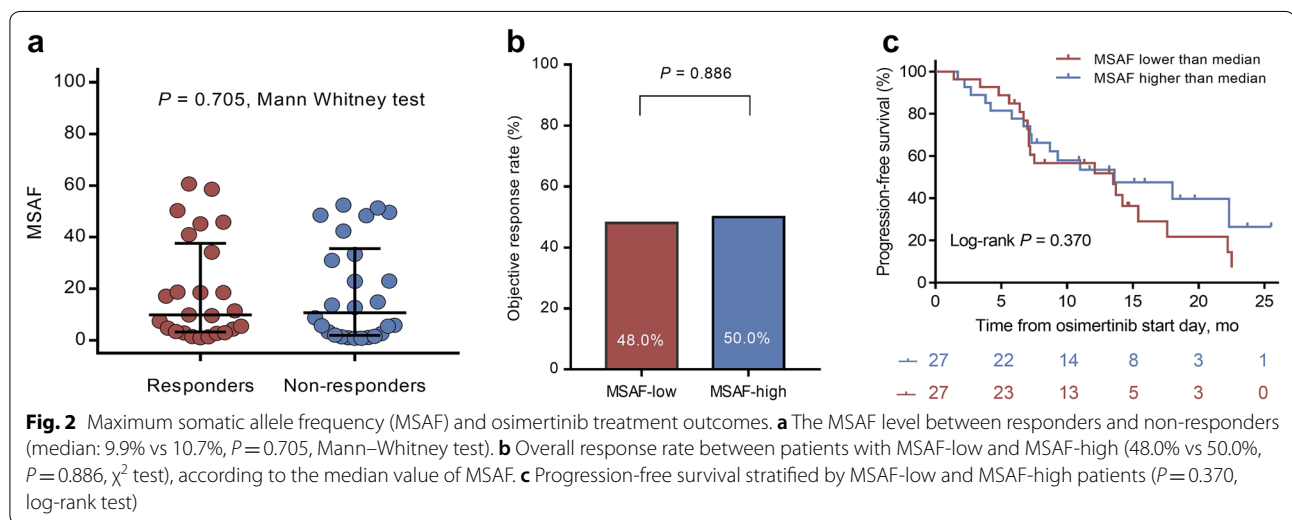 a
100
80
60
40
20
0
MSAF
P = 0.705, Mann Whitney test
Responders Non-responders
b
100
80
60
40
20
0
Objective response rate (%)
P = 0.886
48.0%
50.0%
MSAF-low MSAF-high
c
MSAF lower than median
MSAF higher than median
100
80
60
40
20
0
Progression-free survival (%)
Log-rank P = 0.370
0 5 10 15 20 25
Time from osimertinib start day, mo
27 22 14 8 3 1
27 23 13 5 3 0
Fig. 2 Maximum somatic allele frequency (MSAF) and osimertinib treatment outcomes. a The MSAF level between responders and non-responders
(median: 9.9% vs 10.7%, P = 0.705, Mann–Whitney test). b Overall response rate between patients with MSAF-low and MSAF-high (48.0% vs 50.0%,
P = 0.886, χ² test), according to the median value of MSAF. c Progression-free survival stratified by MSAF-low and MSAF-high patients (P = 0.370,
log-rank test)